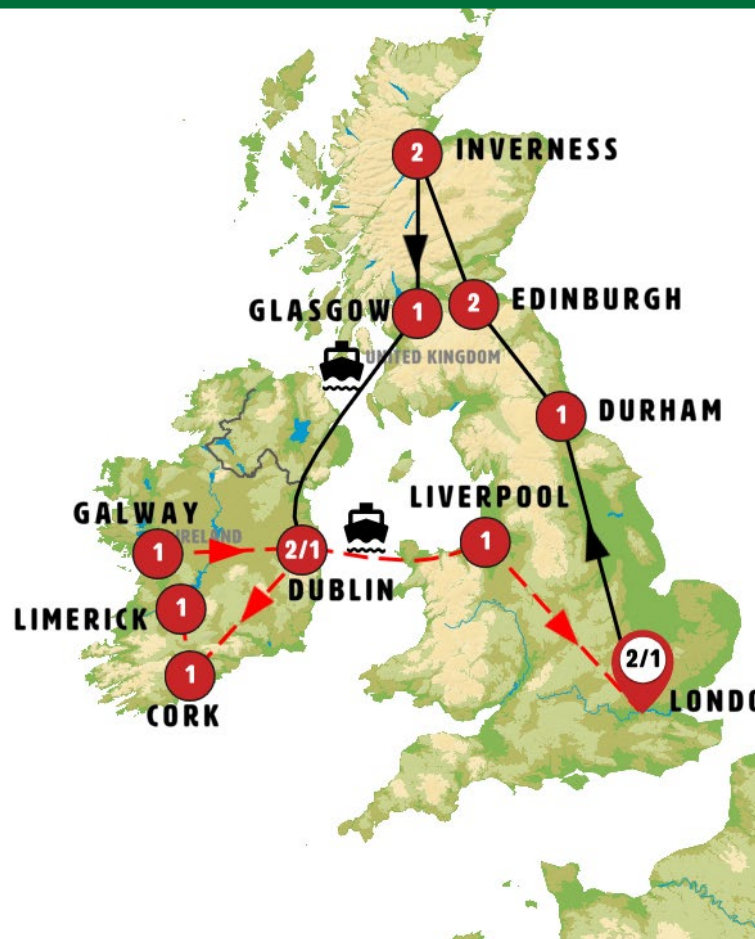 2
INVERNESS
GLASGOW
1
2
EDINBURGH
UNITED KINGDOM
1
DURHAM
LIVERPOOL
GALWAY
IRELAND
1
2/1
1
DUBLIN
LIMERICK
1
2/1
1
LONDO
CORK